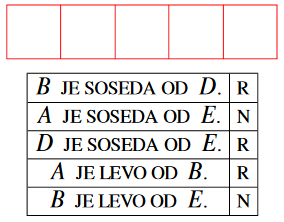 B JE SOSEDA OD D. R
A JE SOSEDA OD E. N
D JE SOSEDA OD E. R
A JE LEVO OD B. R
B JE LEVO OD E. N